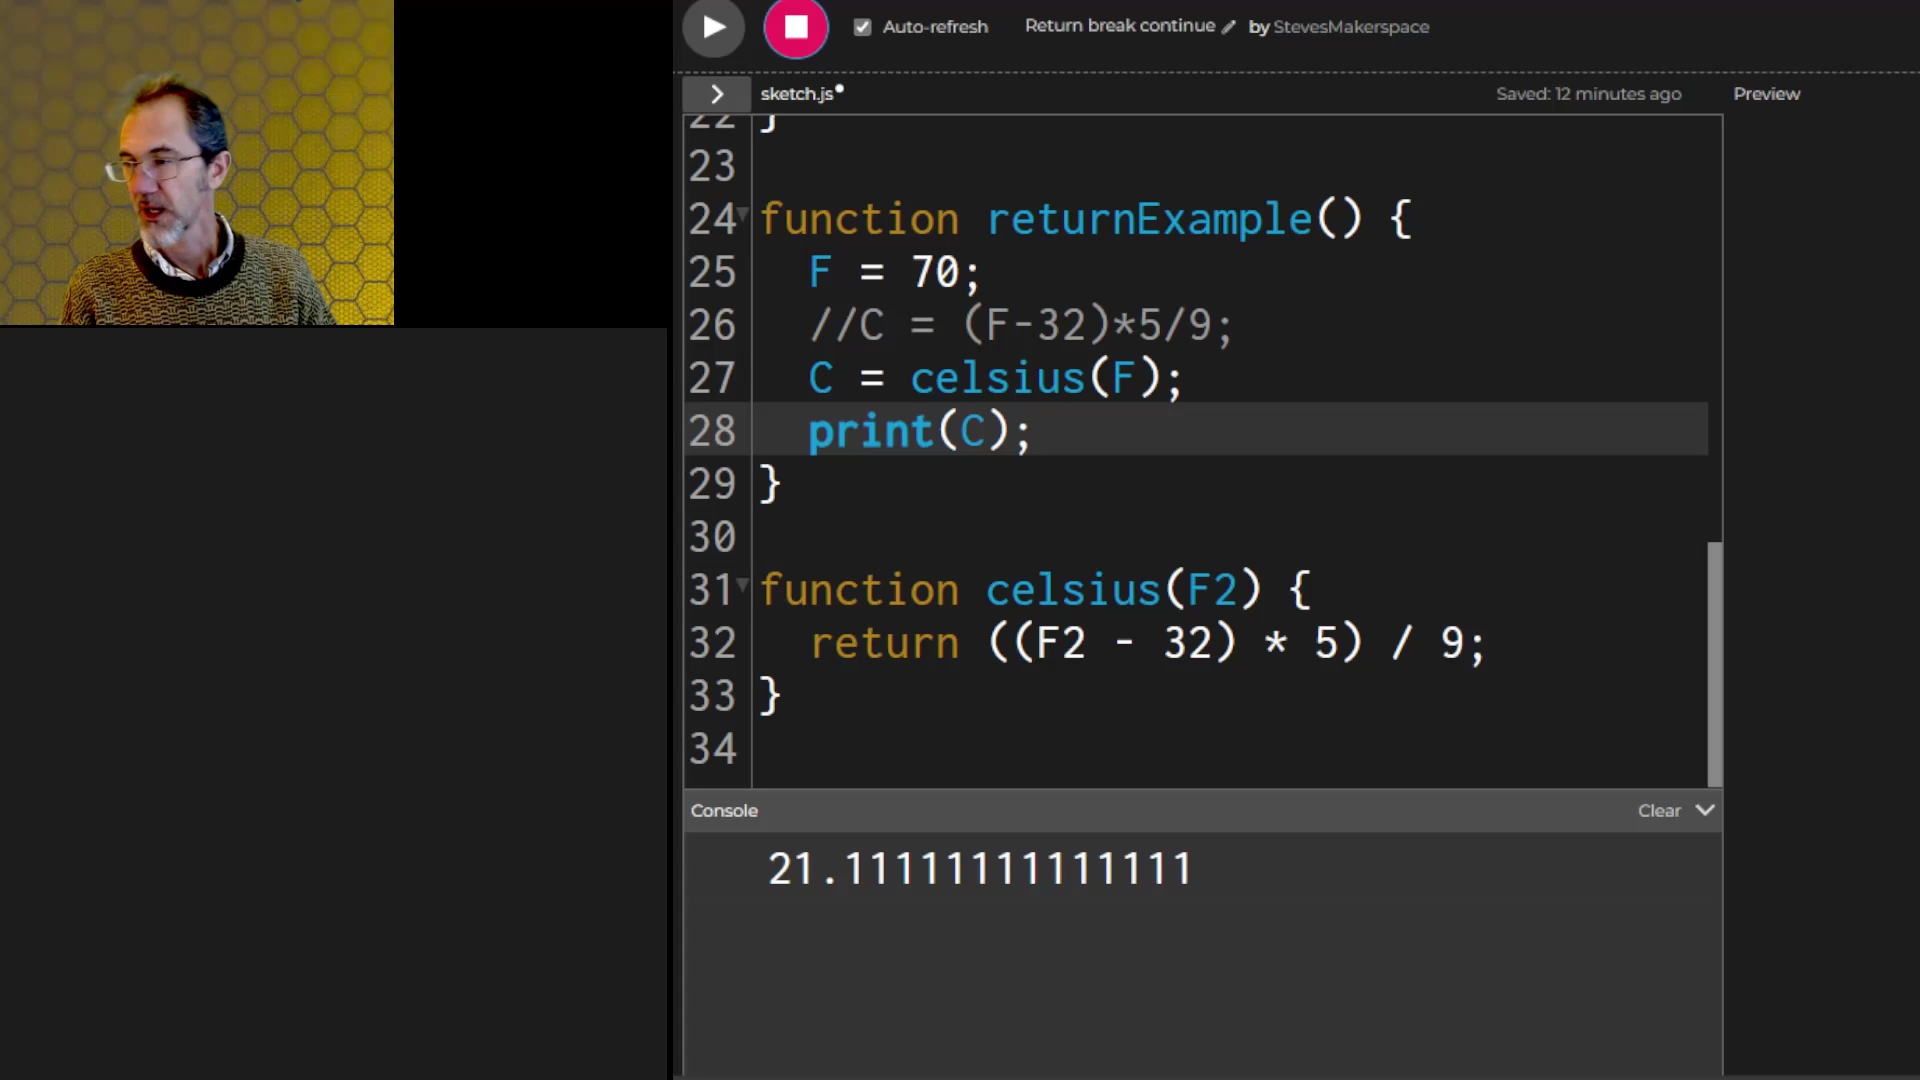 Auto-refresh Return break continue by StevesMakerspace
sketch.js Saved: 12 minutes ago Preview
22 }
23
24 function returnExample() {
25 F = 70;
26 //C = (F-32)*5/9;
27 C = celsius(F);
28 print(C);
29 }
30
31 function celsius(F2) {
32 return ((F2 - 32) * 5) / 9;
33 }
34
Console Clear
21.11111111111111